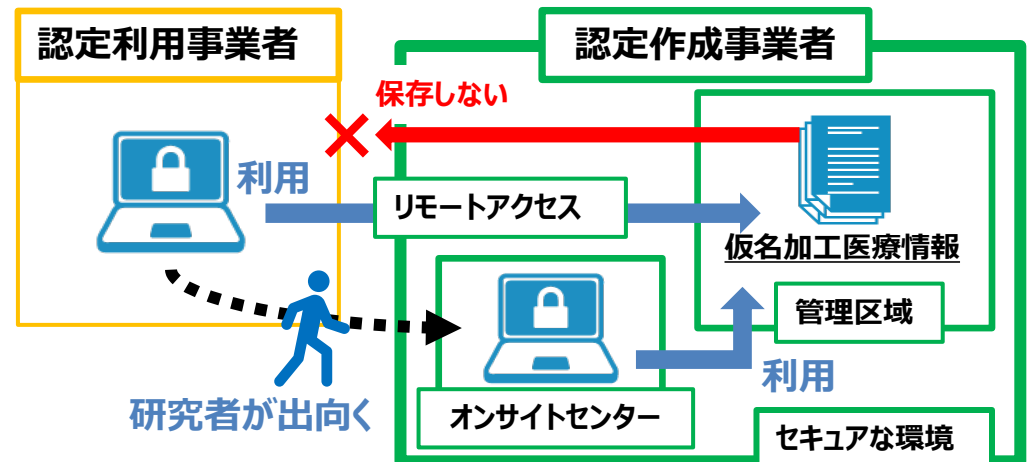 認定利用事業者
認定作成事業者
保存しない
利用
リモートアクセス
仮名加工医療情報
管理区域
利用
研究者が出向く
オンサイトセンター
セキュアな環境